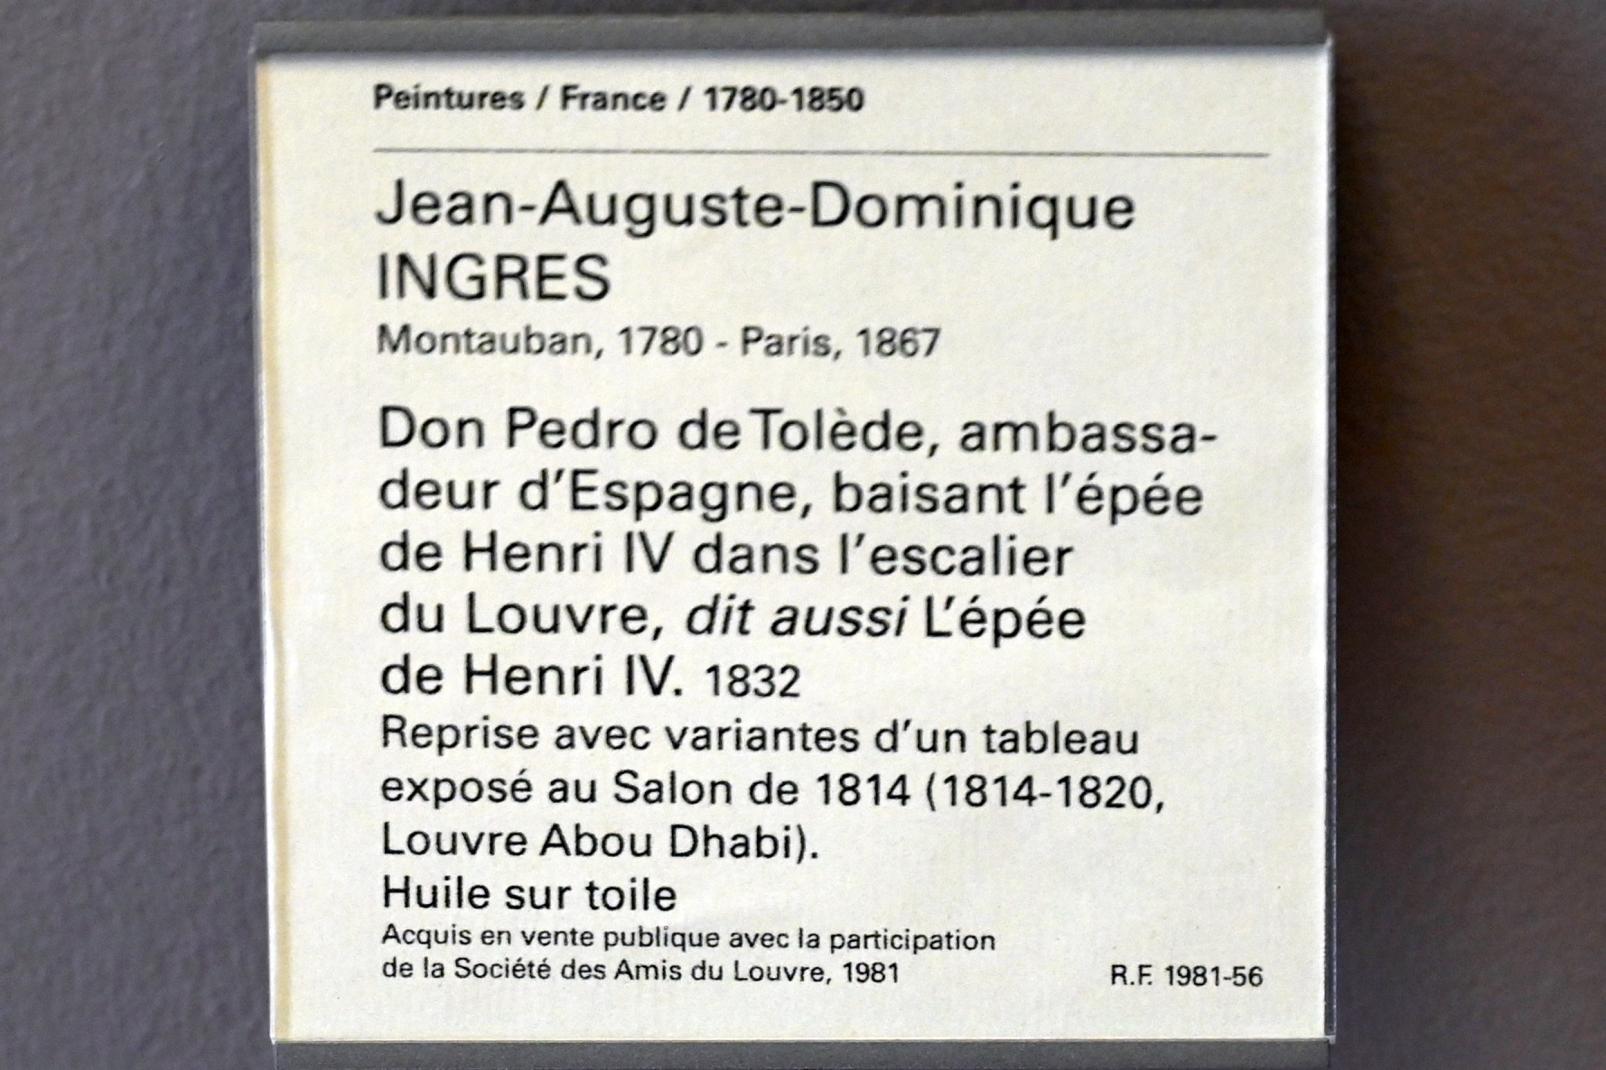 Peintures / France / 1780-1850
Jean-Auguste-Dominique
INGRES
Montauban, 1780 - Paris, 1867
Don Pedro de Tolède, ambassa-
deur d'Espagne, baisant l'épée
de Henri IV dans l'escalier
du Louvre, dit aussi L'épée
de Henri IV. 1832
Reprise avec variantes d'un tableau
exposé au Salon de 1814 (1814-1820,
Louvre Abou Dhabi).
Huile sur toile
Acquis en vente publique avec la participation
de la Société des Amis du Louvre, 1981
R.F. 1981-56